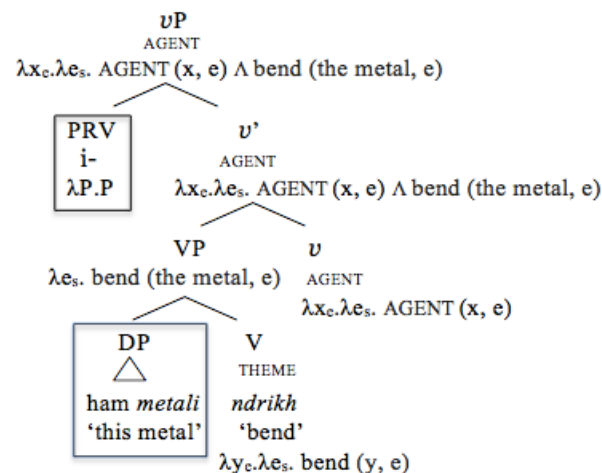 υP
AGENT
λxₑ.λeₛ. AGENT (x, e) Λ bend (the metal, e)
PRV υ’
i- AGENT
λP.P λxₑ.λeₛ. AGENT (x, e) Λ bend (the metal, e)
VP υ
λeₛ. bend (the metal, e) AGENT
λxₑ.λeₛ. AGENT (x, e)
DP V
THEME
ham metali ndrikh
‘this metal’ ‘bend’
λyₑ.λeₛ. bend (y, e)